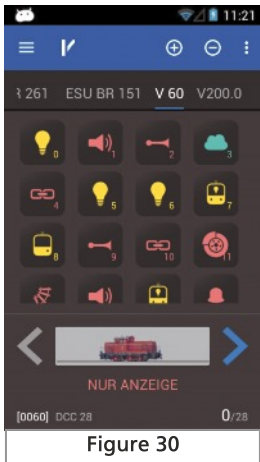 11:21
R 261 ESU BR 151 V 60 V200.0
0 1 2 3
4 5 6 7
8 9 10 11
NUR ANZEIGE
[0060] DCC 28 0/28
Figure 30